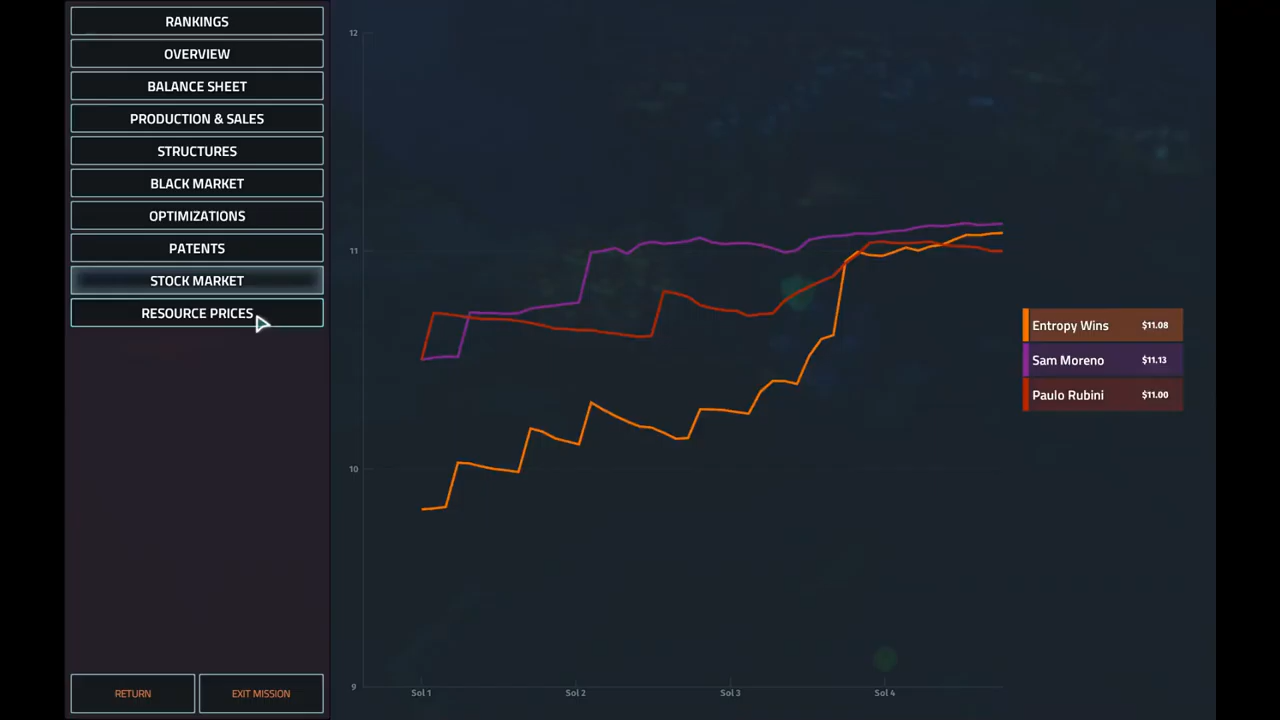 RANKINGS
OVERVIEW
BALANCE SHEET
PRODUCTION & SALES
STRUCTURES
BLACK MARKET
OPTIMIZATIONS
PATENTS
STOCK MARKET
RESOURCE PRICES
RETURN
EXIT MISSION
12
11
10
9
Sol 1
Sol 2
Sol 3
Sol 4
Entropy Wins $11.08
Sam Moreno $11.13
Paulo Rubini $11.00